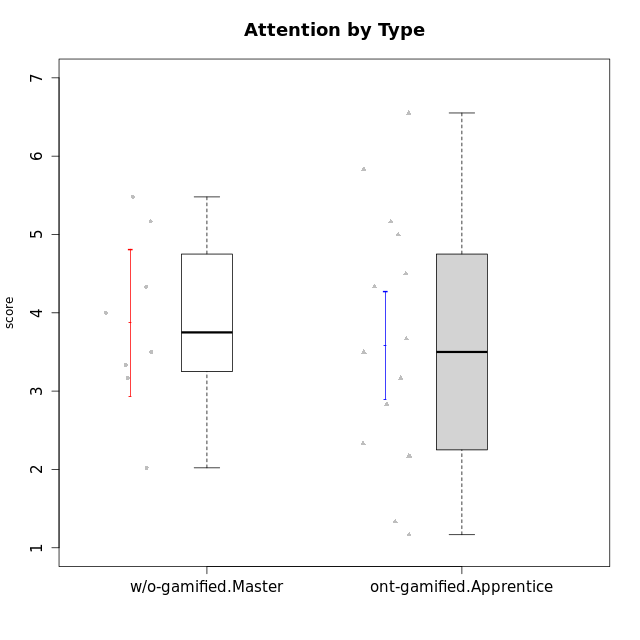 Attention by Type
7
6
5
4
3
2
1
score
w/o-gamified.Master
ont-gamified.Apprentice